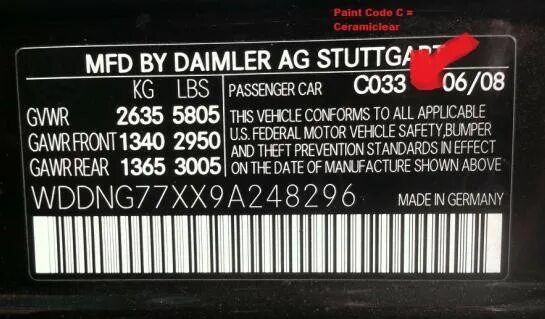 Paint Code C =
Ceramiclear
MFD BY DAIMLER AG STUTTGART
KG LBS PASSENGER CAR C033 06/08
GVWR 2635 5805
GAWR FRONT 1340 2950
GAWR REAR 1365 3005
THIS VEHICLE CONFORMS TO ALL APPLICABLE
U.S. FEDERAL MOTOR VEHICLE SAFETY, BUMPER
AND THEFT PREVENTION STANDARDS IN EFFECT
ON THE DATE OF MANUFACTURE SHOWN ABOVE
WDDNG77XX9A248296 MADE IN GERMANY